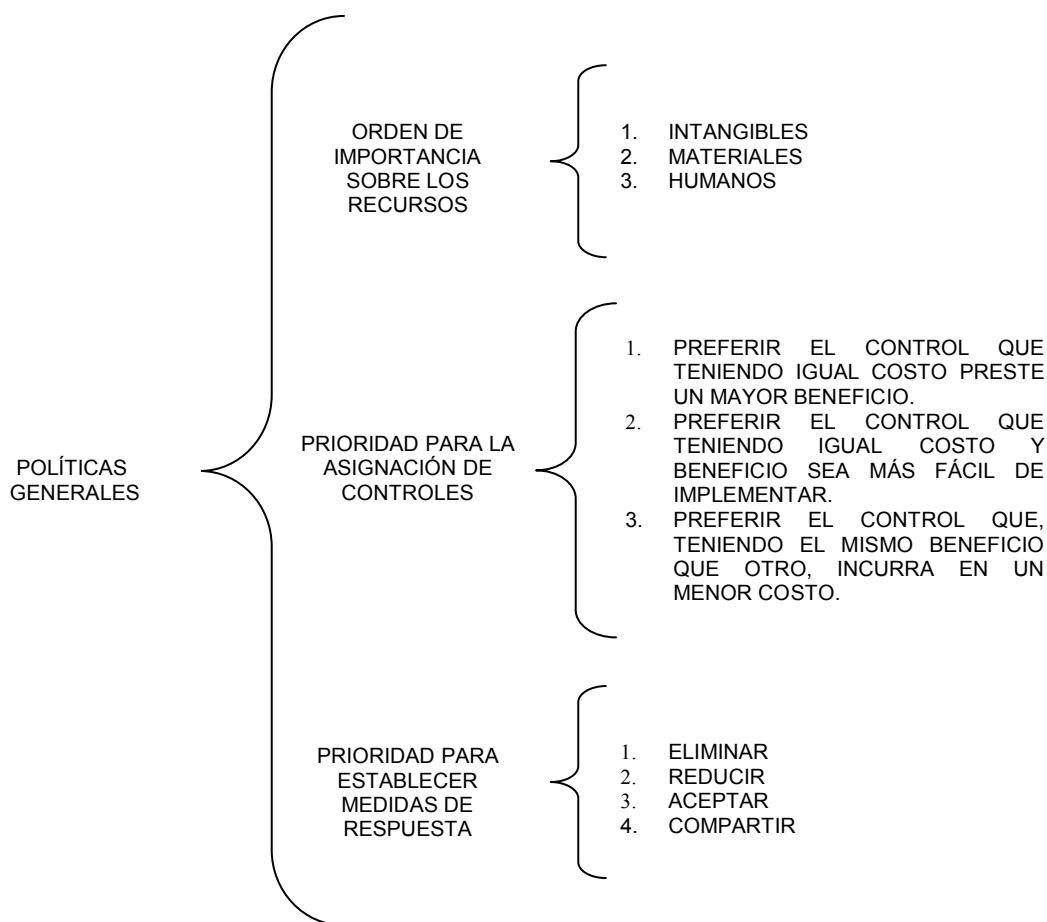 POLÍTICAS
GENERALES
ORDEN DE
IMPORTANCIA
SOBRE LOS
RECURSOS
1. INTANGIBLES
2. MATERIALES
3. HUMANOS
PRIORIDAD PARA LA
ASIGNACIÓN DE
CONTROLES
1. PREFERIR EL CONTROL QUE
TENIENDO IGUAL COSTO PRESTE
UN MAYOR BENEFICIO.
2. PREFERIR EL CONTROL QUE
TENIENDO IGUAL COSTO Y
BENEFICIO SEA MÁS FÁCIL DE
IMPLEMENTAR.
3. PREFERIR EL CONTROL QUE,
TENIENDO EL MISMO BENEFICIO
QUE OTRO, INCURRA EN UN
MENOR COSTO.
PRIORIDAD PARA
ESTABLECER
MEDIDAS DE
RESPUESTA
1. ELIMINAR
2. REDUCIR
3. ACEPTAR
4. COMPARTIR